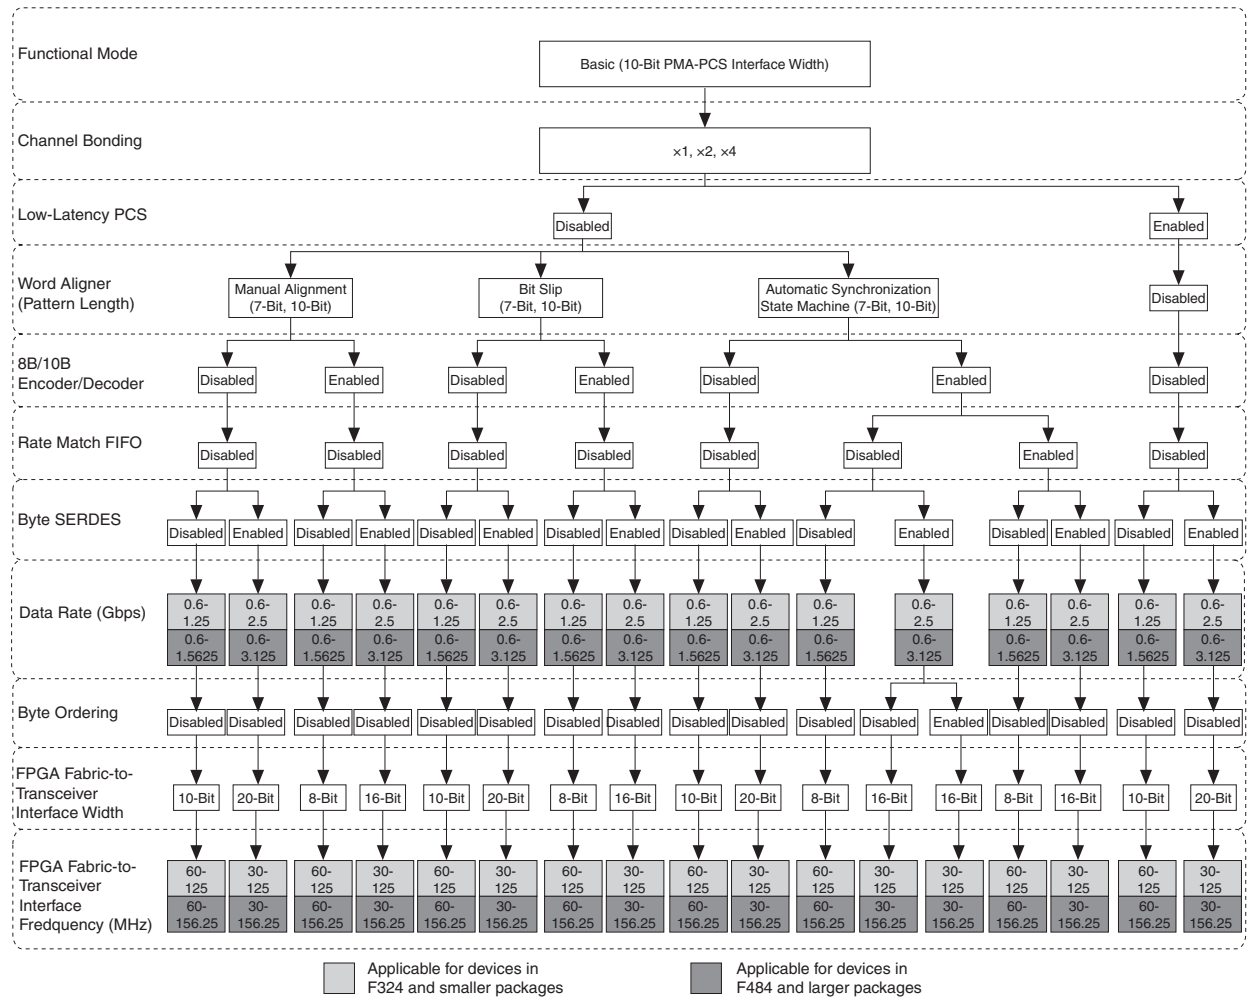 Functional Mode
Basic (10-Bit PMA-PCS Interface Width)
Channel Bonding
×1, ×2, ×4
Low-Latency PCS
Disabled Enabled
Word Aligner
(Pattern Length)
Manual Alignment
(7-Bit, 10-Bit)
Bit Slip
(7-Bit, 10-Bit)
Automatic Synchronization
State Machine (7-Bit, 10-Bit)
Disabled
8B/10B
Encoder/Decoder
Disabled Enabled Disabled Enabled Disabled Enabled Disabled
Rate Match FIFO
Disabled Disabled Disabled Disabled Disabled Disabled Enabled Disabled
Byte SERDES
Disabled Enabled Disabled Enabled Disabled Enabled Disabled Enabled Disabled Enabled Disabled Enabled Disabled Enabled Disabled Enabled
Data Rate (Gbps)
0.6- 0.6- 0.6- 0.6- 0.6- 0.6- 0.6- 0.6- 0.6- 0.6- 0.6- 0.6- 0.6- 0.6- 0.6- 0.6-
1.25 2.5 1.25 2.5 1.25 2.5 1.25 2.5 1.25 2.5 1.25 2.5 1.25 2.5 1.25 2.5
0.6- 0.6- 0.6- 0.6- 0.6- 0.6- 0.6- 0.6- 0.6- 0.6- 0.6- 0.6- 0.6- 0.6- 0.6- 0.6-
1.5625 3.125 1.5625 3.125 1.5625 3.125 1.5625 3.125 1.5625 3.125 1.5625 3.125 1.5625 3.125 1.5625 3.125
Byte Ordering
Disabled Disabled Disabled Disabled Disabled Disabled Disabled Disabled Disabled Disabled Disabled Disabled Enabled Disabled Disabled Disabled Disabled
FPGA Fabric-to-
Transceiver
Interface Width
10-Bit 20-Bit 8-Bit 16-Bit 10-Bit 20-Bit 8-Bit 16-Bit 10-Bit 20-Bit 8-Bit 16-Bit 16-Bit 8-Bit 16-Bit 10-Bit 20-Bit
FPGA Fabric-to-
Transceiver
Interface
Fredquency (MHz)
60- 30- 60- 30- 60- 30- 60- 30- 60- 30- 60- 30- 30- 60- 30- 60- 30-
125 125 125 125 125 125 125 125 125 125 125 125 125 125 125 125 125
60- 30- 60- 30- 60- 30- 60- 30- 60- 30- 60- 30- 30- 60- 30- 60- 30-
156.25 156.25 156.25 156.25 156.25 156.25 156.25 156.25 156.25 156.25 156.25 156.25 156.25 156.25 156.25 156.25 156.25
Applicable for devices in
F324 and smaller packages
Applicable for devices in
F484 and larger packages